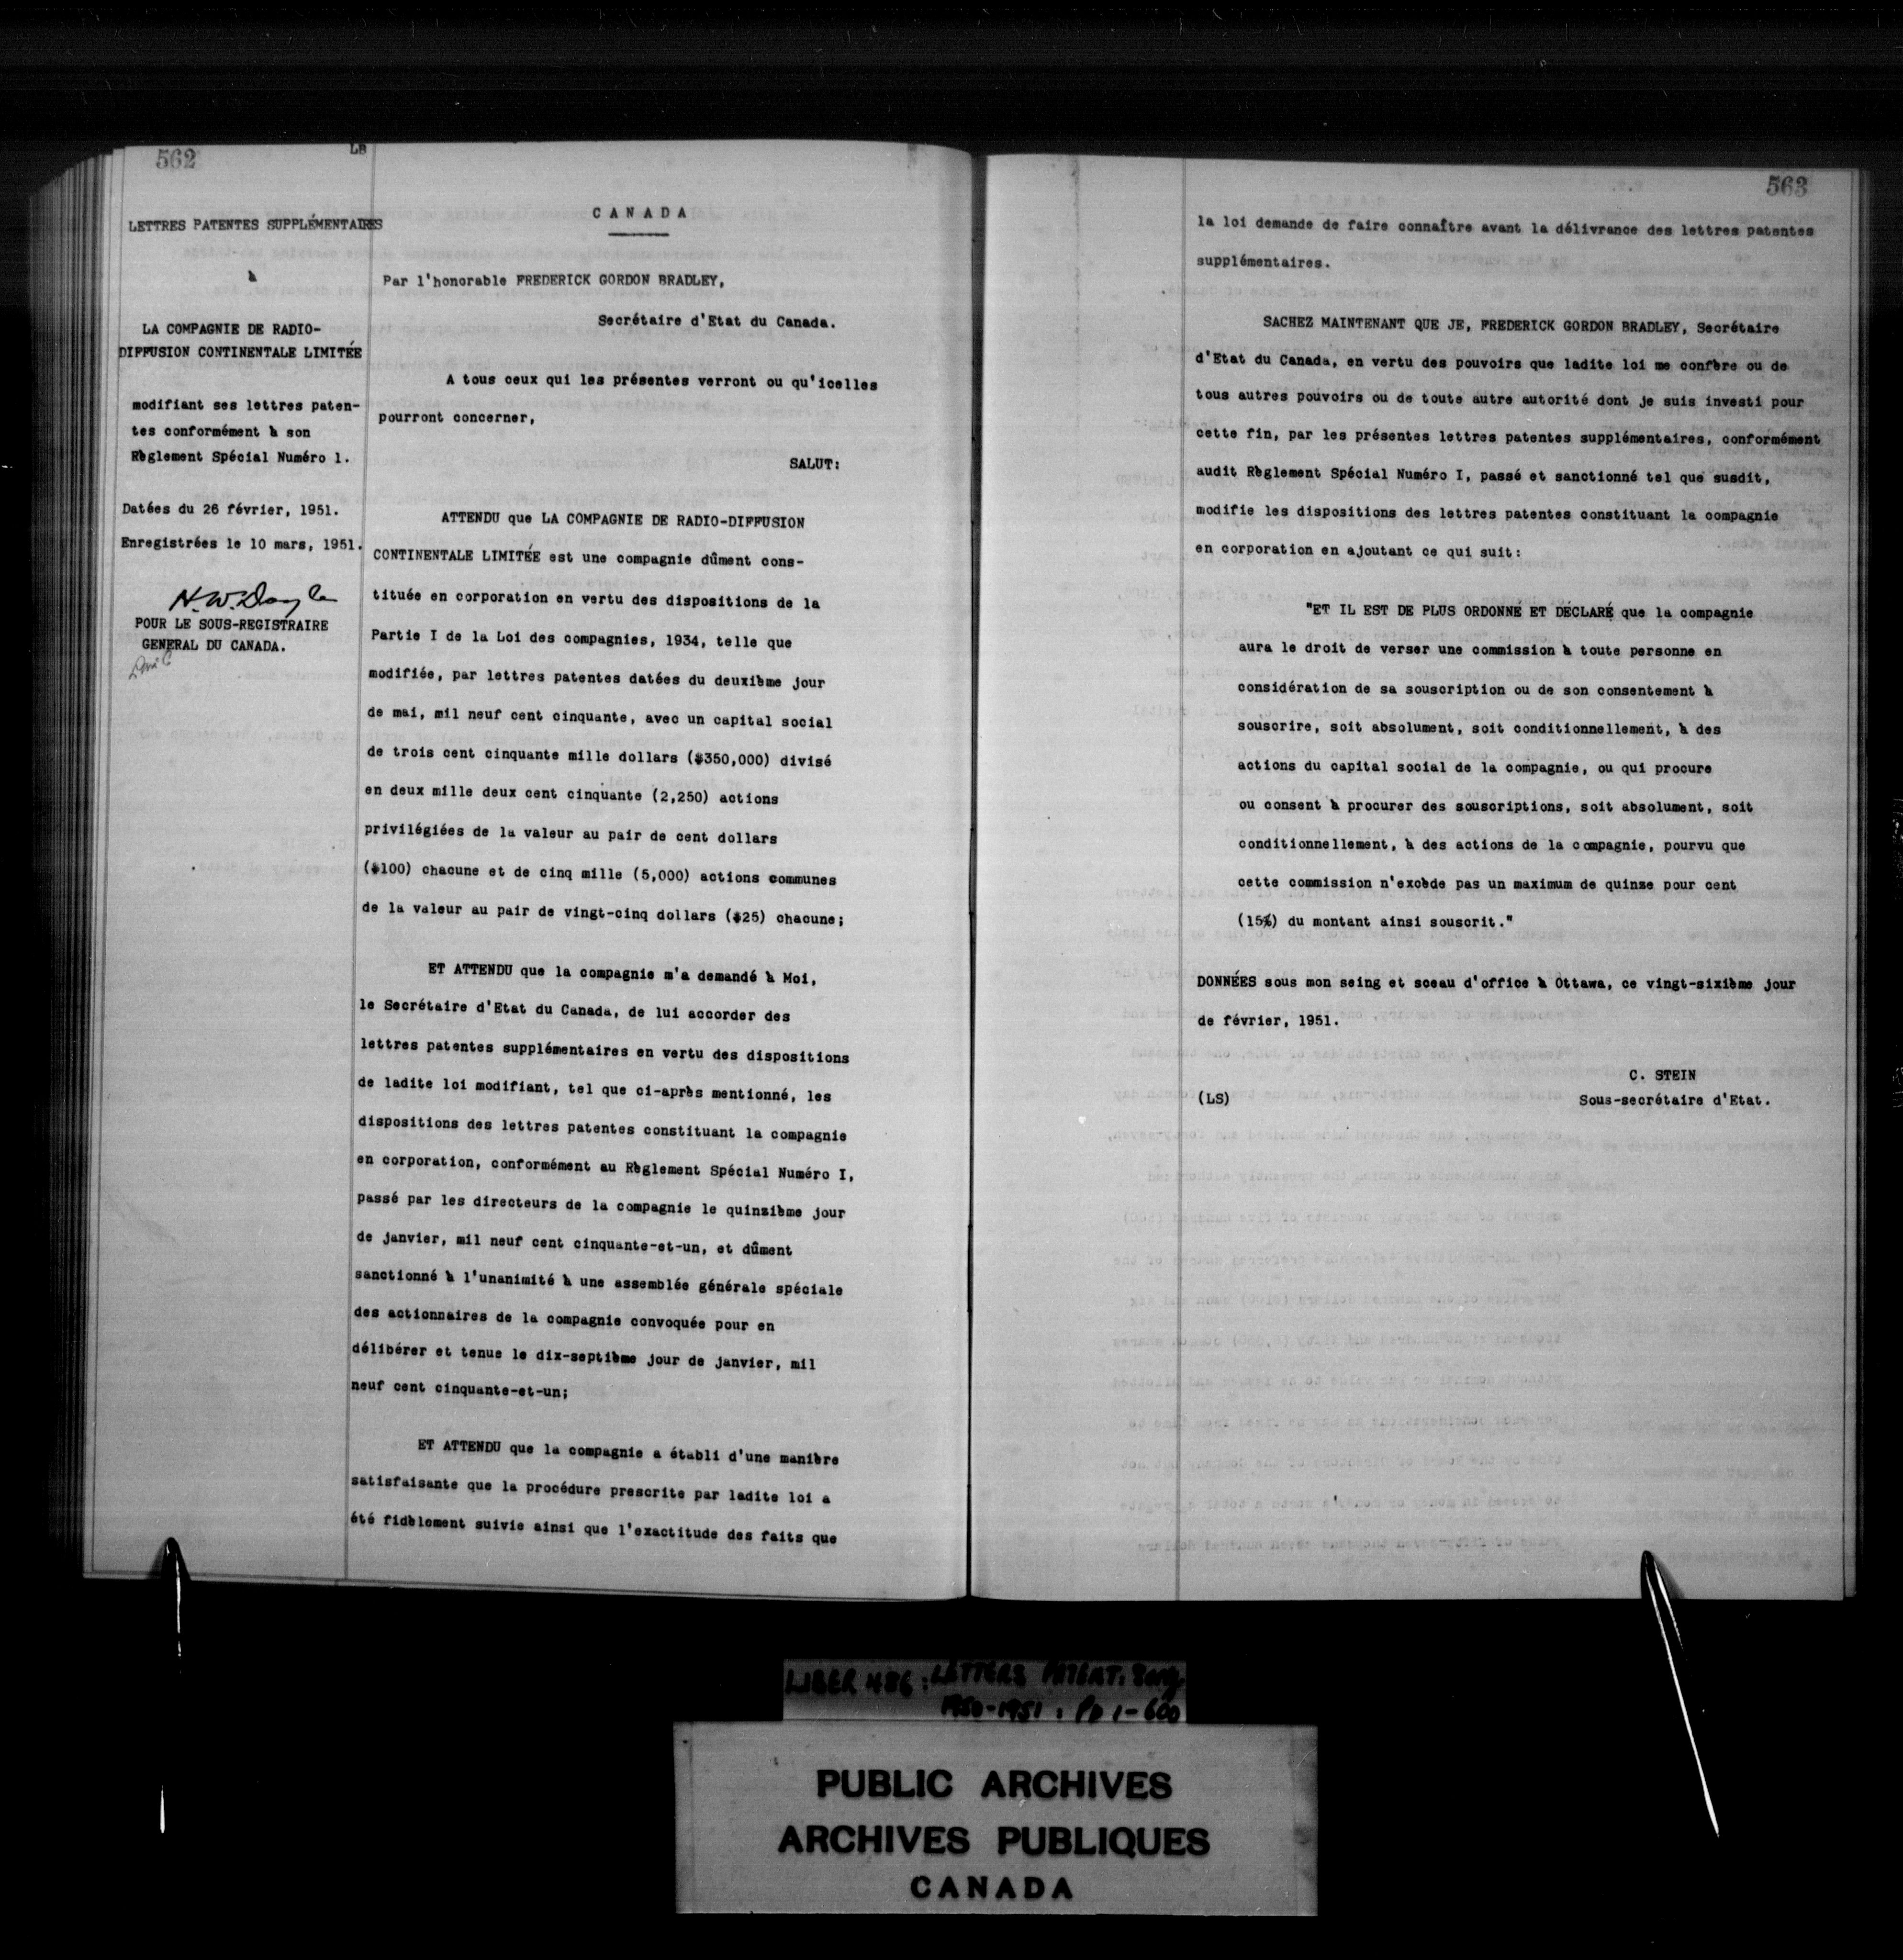 562
LB
LETTRES PATENTES SUPPLÉMENTAIRES
à
LA COMPAGNIE DE RADIO-
DIFFUSION CONTINENTALE LIMITÉE
modifiant ses lettres paten-
tes conformément à son
Règlement Spécial Numéro 1.
Datées du 26 février, 1951.
Enregistrées le 10 mars, 1951.
H.W. Doyle
POUR LE SOUS-REGISTRAIRE
GENERAL DU CANADA.
CANADA
Par l'honorable FREDERICK GORDON BRADLEY,
Secrétaire d'Etat du Canada.
A tous ceux qui les présentes verront ou qu'icelles
pourront concerner,
SALUT:
ATTENDU que LA COMPAGNIE DE RADIO-DIFFUSION
CONTINENTALE LIMITÉE est une compagnie dûment cons-
tituée en corporation en vertu des dispositions de la
Partie I de la Loi des compagnies, 1934, telle que
modifiée, par lettres patentes datées du deuxième jour
de mai, mil neuf cent cinquante, avec un capital social
de trois cent cinquante mille dollars ($350,000) divisé
en deux mille deux cent cinquante (2,250) actions
privilégiées de la valeur au pair de cent dollars
($100) chacune et de cinq mille (5,000) actions communes
de la valeur au pair de vingt-cinq dollars ($25) chacune;
ET ATTENDU que la compagnie m'a demandé à Moi,
le Secrétaire d'Etat du Canada, de lui accorder des
lettres patentes supplémentaires en vertu des dispositions
de ladite loi modifiant, tel que ci-après mentionné, les
dispositions des lettres patentes constituant la compagnie
en corporation, conformément au Règlement Spécial Numéro I,
passé par les directeurs de la compagnie le quinzième jour
de janvier, mil neuf cent cinquante-et-un, et dûment
sanctionné à l'unanimité à une assemblée générale spéciale
des actionnaires de la compagnie convoquée pour en
délibérer et tenue le dix-septième jour de janvier, mil
neuf cent cinquante-et-un;
ET ATTENDU que la compagnie a établi d'une manière
satisfaisante que la procédure prescrite par ladite loi a
été fidèlement suivie ainsi que l'exactitude des faits que
563
la loi demande de faire connaître avant la délivrance des lettres patentes
supplémentaires.
SACHEZ MAINTENANT QUE JE, FREDERICK GORDON BRADLEY, Secrétaire
d'Etat du Canada, en vertu des pouvoirs que ladite loi me confère ou de
tous autres pouvoirs ou de toute autre autorité dont je suis investi pour
cette fin, par les présentes lettres patentes supplémentaires, conformément
audit Règlement Spécial Numéro I, passé et sanctionné tel que susdit,
modifie les dispositions des lettres patentes constituant la compagnie
en corporation en ajoutant ce qui suit:
"ET IL EST DE PLUS ORDONNÉ ET DÉCLARÉ que la compagnie
aura le droit de verser une commission à toute personne en
considération de sa souscription ou de son consentement à
souscrire, soit absolument, soit conditionnellement, à des
actions du capital social de la compagnie, ou qui procure
ou consent à procurer des souscriptions, soit absolument, soit
conditionnellement, à des actions de la compagnie, pourvu que
cette commission n'excède pas un maximum de quinze pour cent
(15%) du montant ainsi souscrit."
DONNÉES sous mon seing et sceau d'office à Ottawa, ce vingt-sixième jour
de février, 1951.
C. STEIN
(LS) Sous-secrétaire d'Etat.
LIBER 486: LETTERS PATENT:
1950-1951: Pp 1-600
PUBLIC ARCHIVES
ARCHIVES PUBLIQUES
CANADA